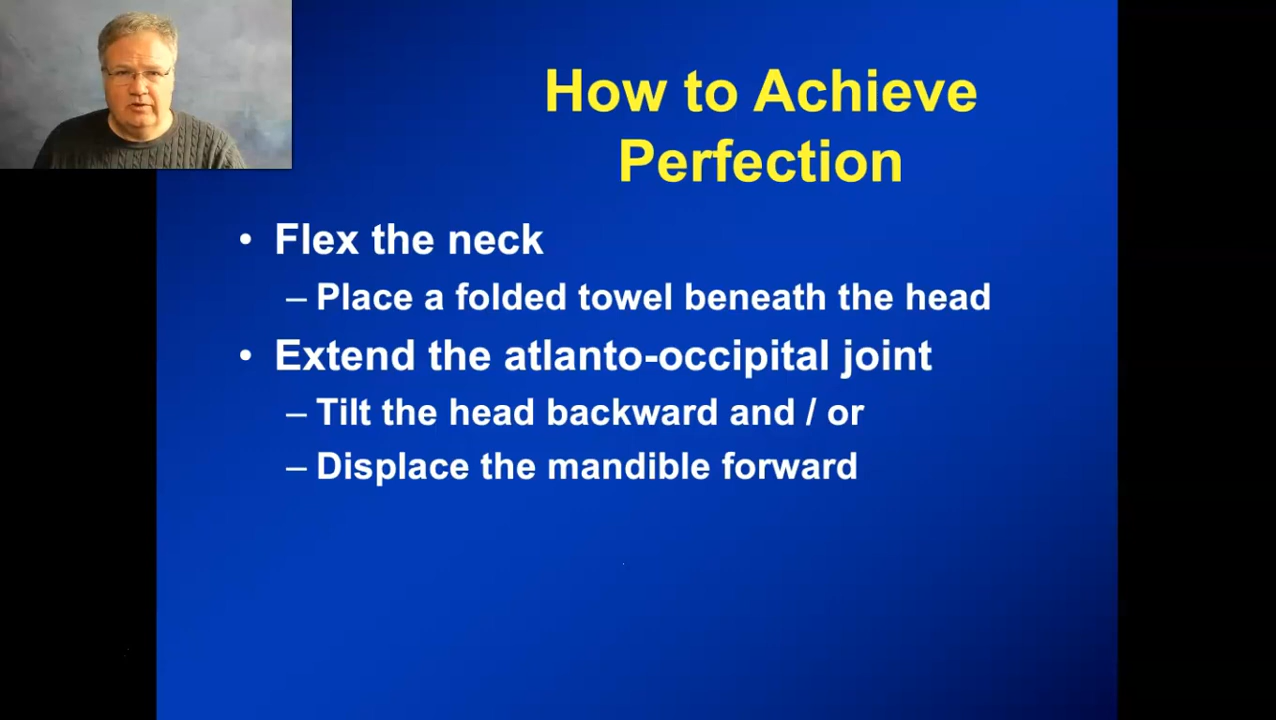 How to Achieve
Perfection
• Flex the neck
– Place a folded towel beneath the head
• Extend the atlanto-occipital joint
– Tilt the head backward and / or
– Displace the mandible forward